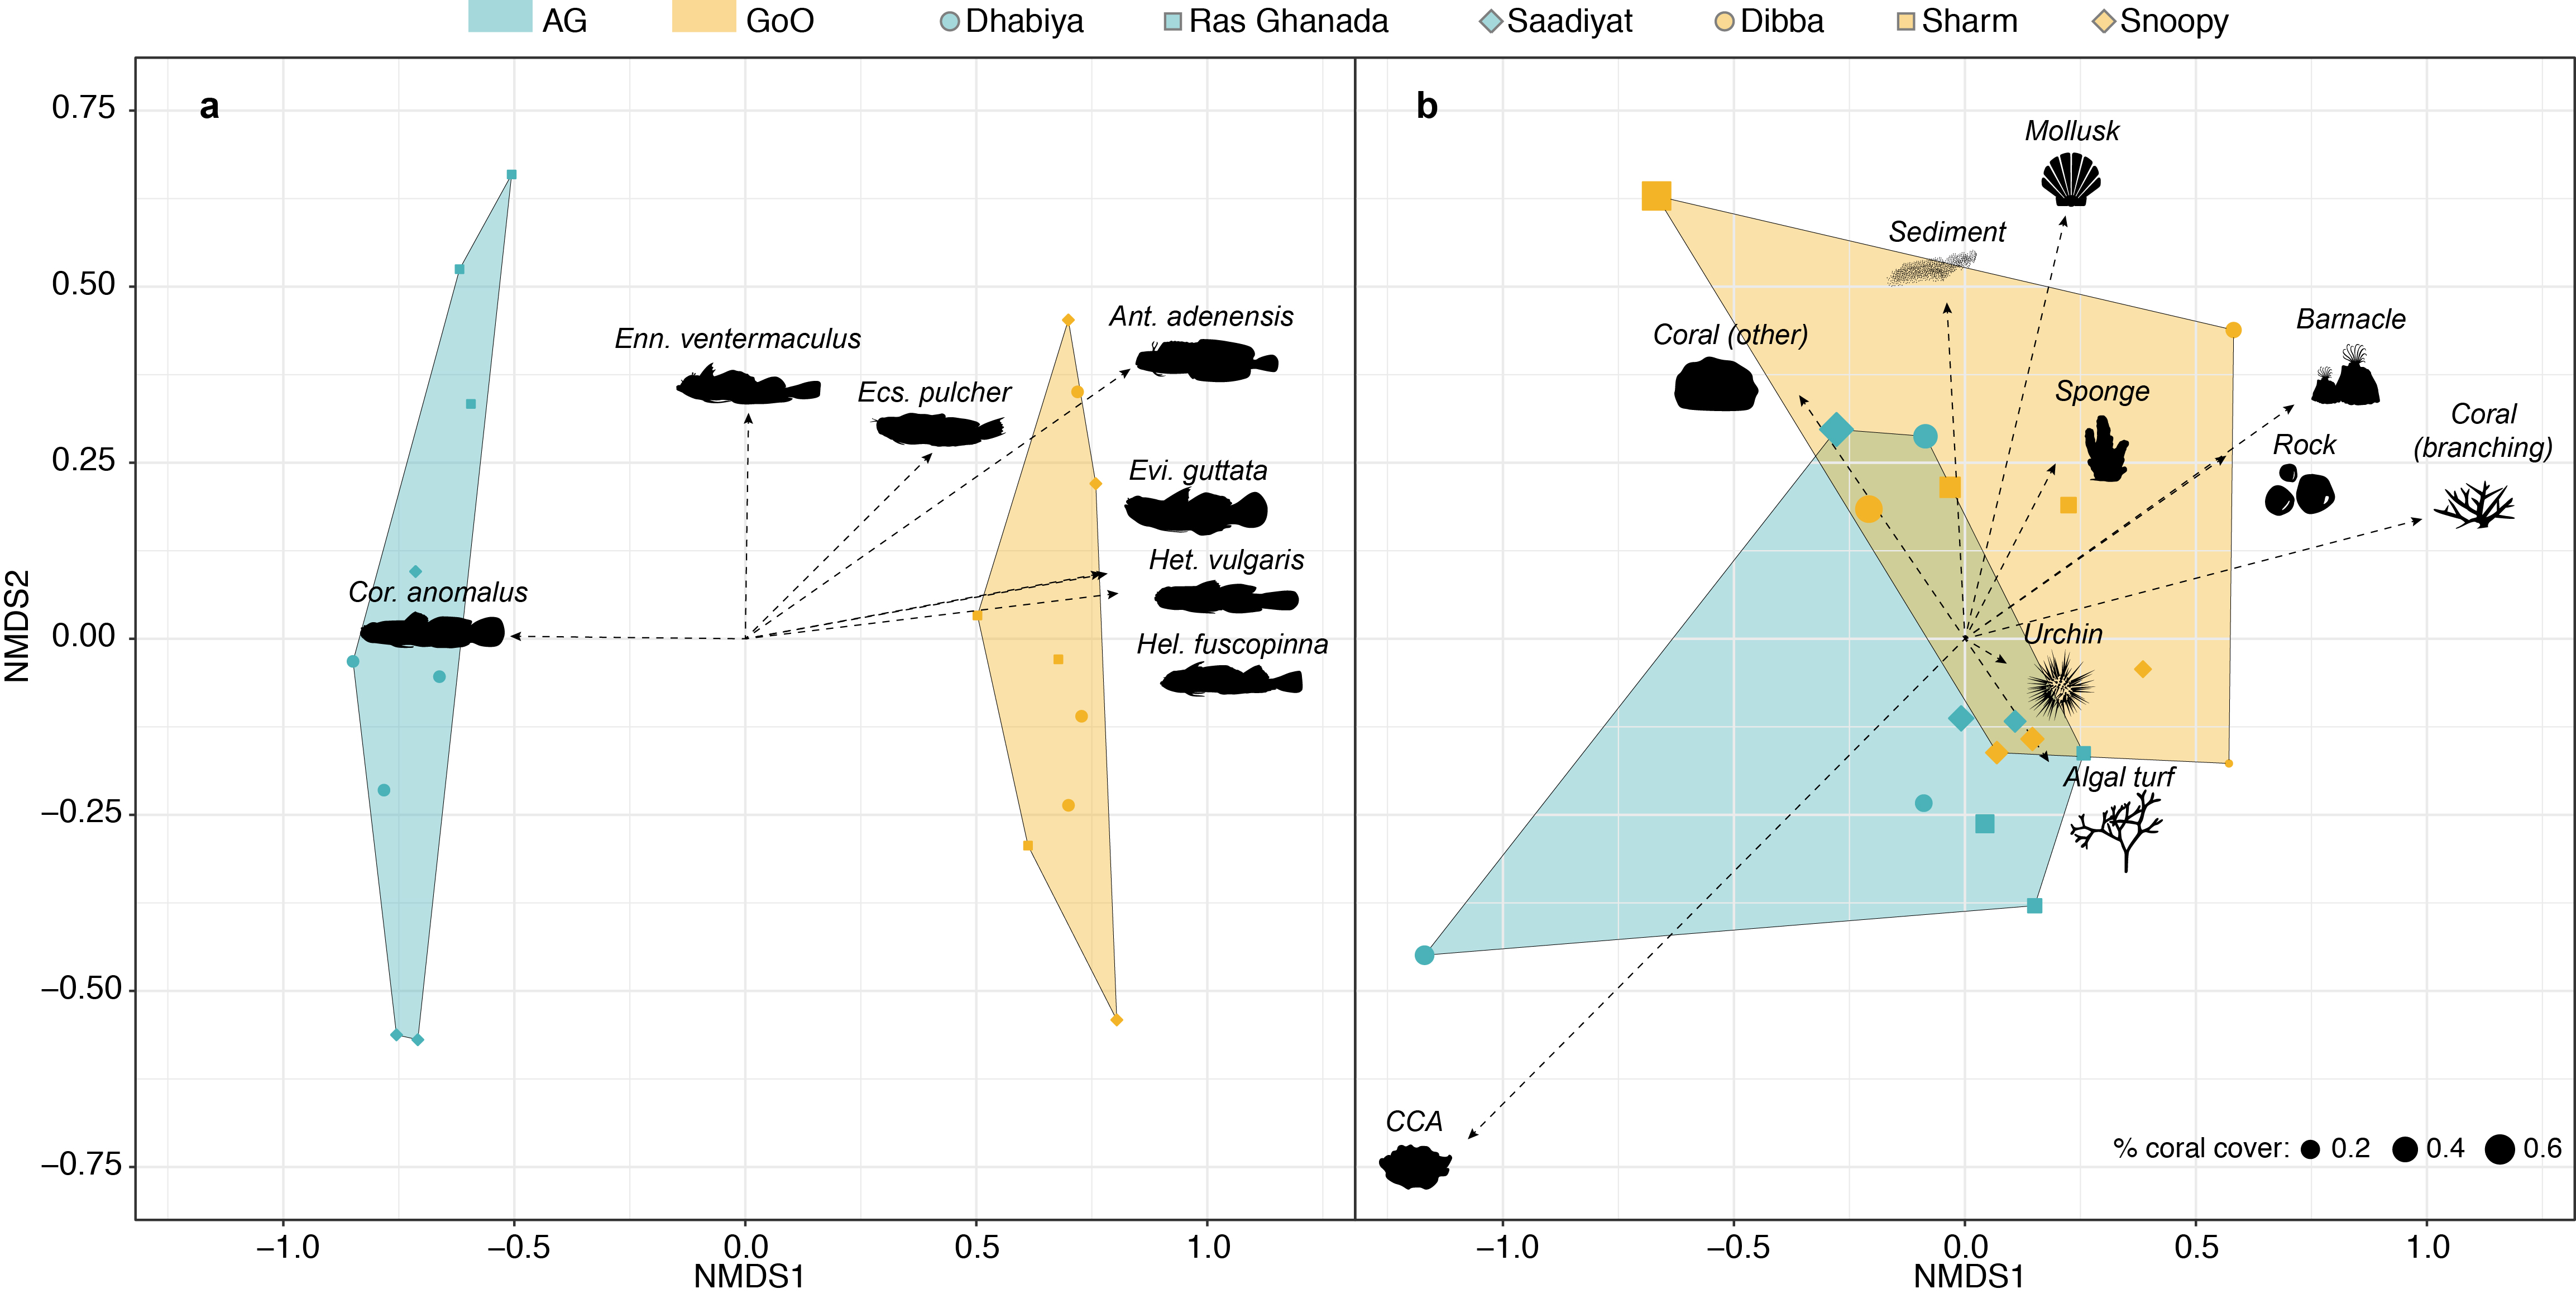 AG GoO Dhabiya Ras Ghanada Saadiyat Dibba Sharm Snoopy
a
b
0.75
0.50
0.25
0.00
−0.25
−0.50
−0.75
NMDS2
Enn. ventermaculus
Ecs. pulcher
Ant. adenensis
Evi. guttata
Het. vulgaris
Hel. fuscopinna
Cor. anomalus
−1.0 −0.5 0.0 0.5 1.0
NMDS1
Mollusk
Sediment
Coral (other)
Barnacle
Sponge
Coral
(branching)
Rock
Urchin
Algal turf
CCA
% coral cover: 0.2 0.4 0.6
−1.0 −0.5 0.0 0.5 1.0
NMDS1